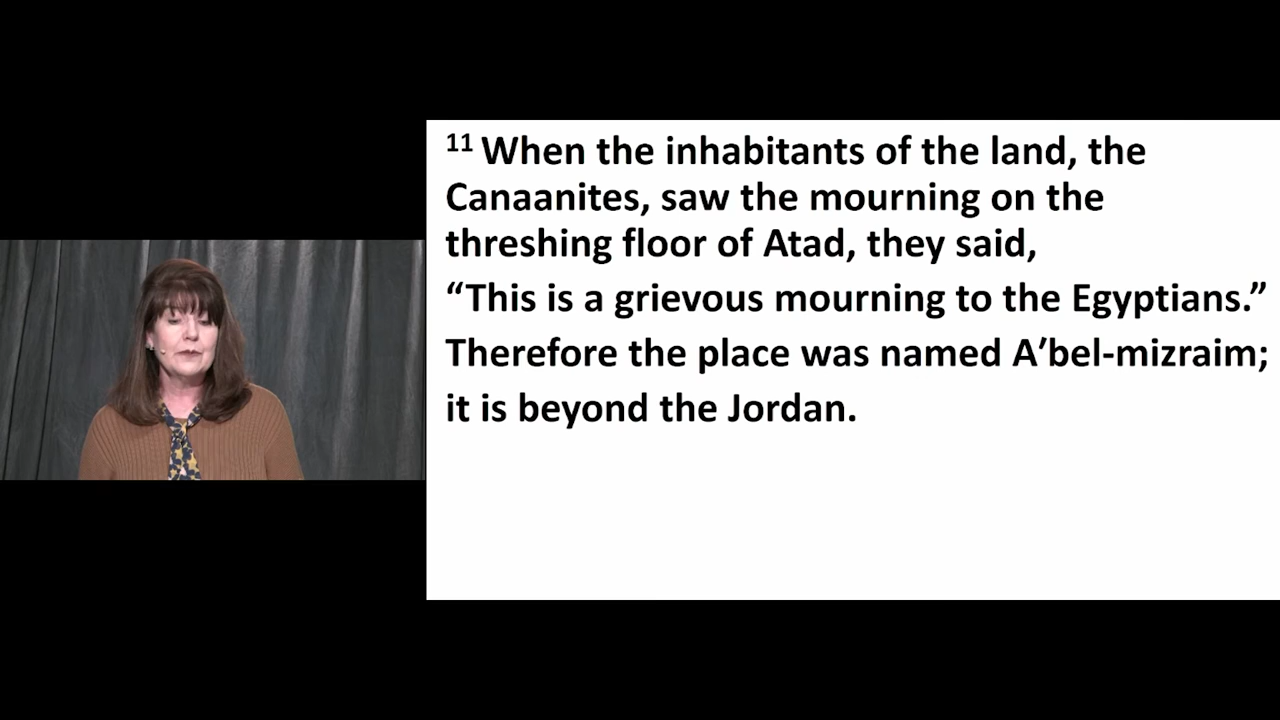 11 When the inhabitants of the land, the
Canaanites, saw the mourning on the
threshing floor of Atad, they said,
“This is a grievous mourning to the Egyptians.”
Therefore the place was named A′bel-mizraim;
it is beyond the Jordan.